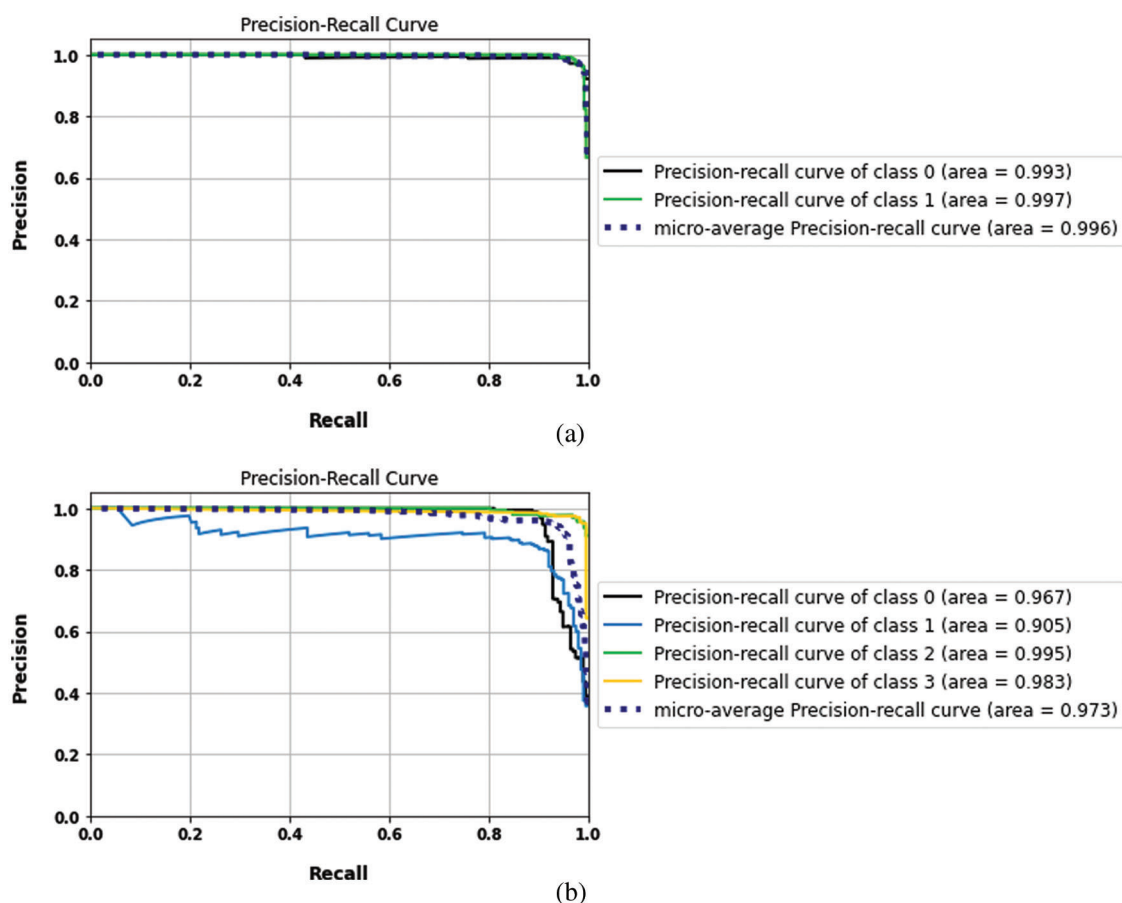 Precision-Recall Curve
1.0
0.8
0.6
0.4
0.2
0.0
Precision
0.0 0.2 0.4 0.6 0.8 1.0
Recall
Precision-recall curve of class 0 (area = 0.993)
Precision-recall curve of class 1 (area = 0.997)
micro-average Precision-recall curve (area = 0.996)
(a)
Precision-Recall Curve
1.0
0.8
0.6
0.4
0.2
0.0
Precision
0.0 0.2 0.4 0.6 0.8 1.0
Recall
Precision-recall curve of class 0 (area = 0.967)
Precision-recall curve of class 1 (area = 0.905)
Precision-recall curve of class 2 (area = 0.995)
Precision-recall curve of class 3 (area = 0.983)
micro-average Precision-recall curve (area = 0.973)
(b)